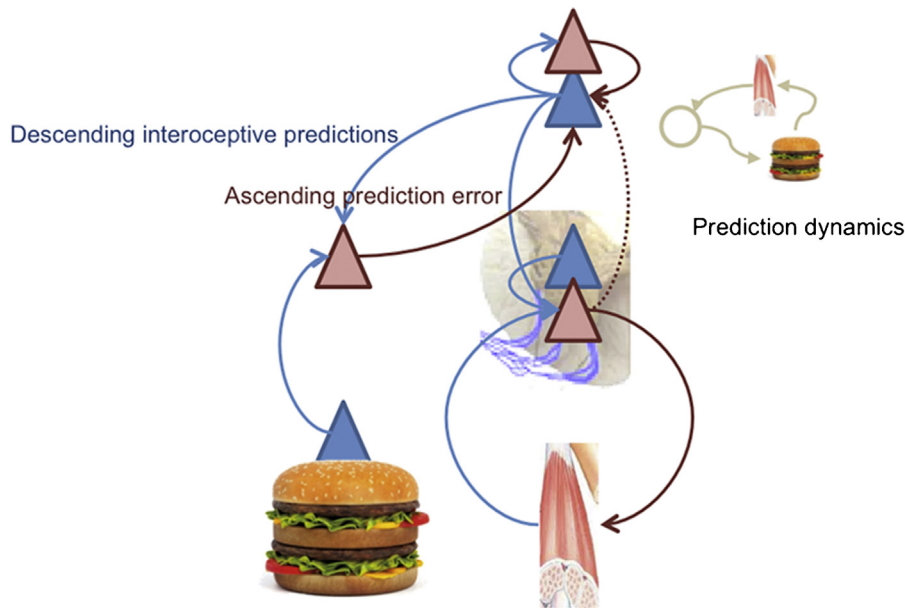 Descending interoceptive predictions
Ascending prediction error
Prediction dynamics